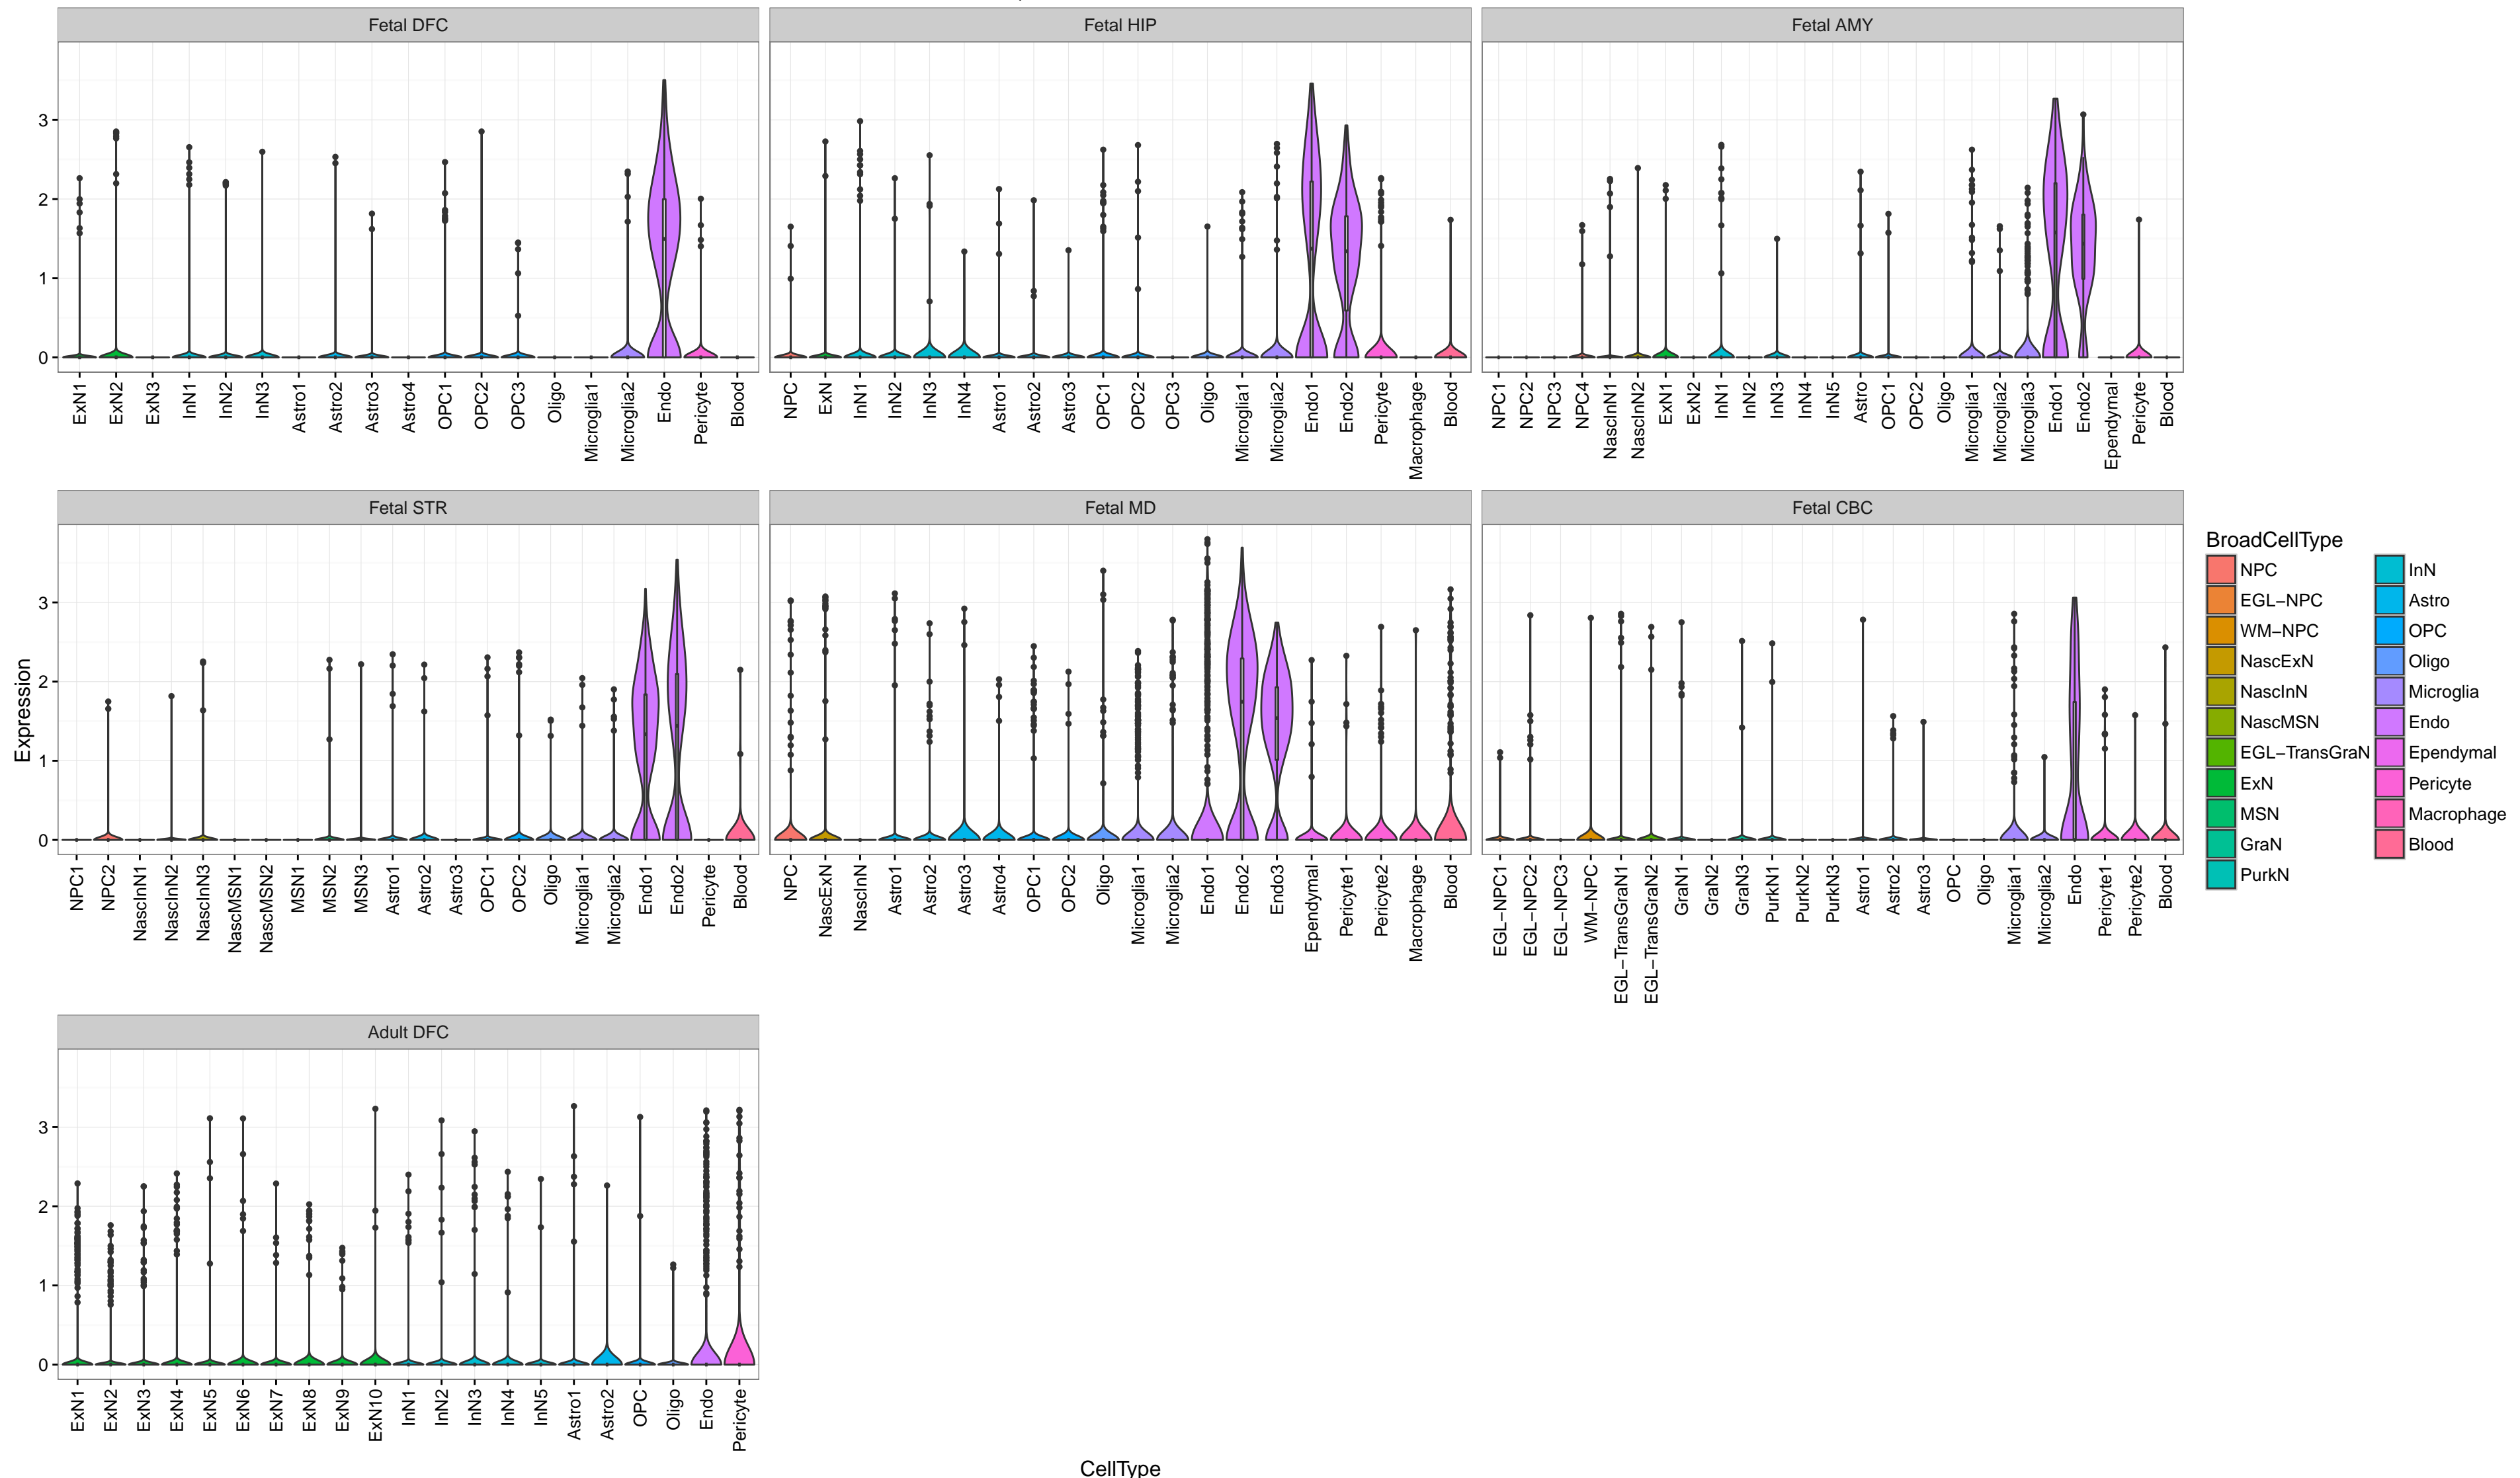 Fetal DFC Fetal HIP Fetal AMY
3
2
1
0
ExN1 ExN2 ExN3 InN1 InN2 InN3 Astro1 Astro2 Astro3 Astro4 OPC1 OPC2 OPC3 Oligo Microglia1 Microglia2 Endo Pericyte Blood
NPC ExN InN1 InN2 InN3 InN4 Astro1 Astro2 Astro3 OPC1 OPC2 OPC3 Oligo Microglia1 Microglia2 Endo1 Endo2 Pericyte Macrophage Blood
NPC1 NPC2 NPC3 NPC4 NascInN1 NascInN2 ExN1 ExN2 InN1 InN2 InN3 InN4 InN5 Astro OPC1 OPC2 Oligo Microglia1 Microglia2 Microglia3 Endo1 Endo2 Ependymal Pericyte Blood
Fetal STR Fetal MD Fetal CBC
Expression
3
2
1
0
NPC1 NPC2 NascInN1 NascInN2 NascInN3 NascMSN1 NascMSN2 MSN1 MSN2 MSN3 Astro1 Astro2 Astro3 OPC1 OPC2 Oligo Microglia1 Microglia2 Endo1 Endo2 Pericyte Blood
NPC NascExN NascInN Astro1 Astro2 Astro3 Astro4 OPC1 OPC2 Oligo Microglia1 Microglia2 Endo1 Endo2 Endo3 Ependymal Pericyte1 Pericyte2 Macrophage Blood
EGL−NPC1 EGL−NPC2 EGL−NPC3 WM−NPC EGL−TransGraN1 EGL−TransGraN2 GraN1 GraN2 GraN3 PurkN1 PurkN2 PurkN3 Astro1 Astro2 Astro3 OPC Oligo Microglia1 Microglia2 Endo Pericyte1 Pericyte2 Blood
BroadCellType
NPC InN
EGL−NPC Astro
WM−NPC OPC
NascExN Oligo
NascInN Microglia
NascMSN Endo
EGL−TransGraN Ependymal
ExN Pericyte
MSN Macrophage
GraN Blood
PurkN
Adult DFC
3
2
1
0
ExN1 ExN2 ExN3 ExN4 ExN5 ExN6 ExN7 ExN8 ExN9 ExN10 InN1 InN2 InN3 InN4 InN5 Astro1 Astro2 OPC Oligo Endo Pericyte
CellType